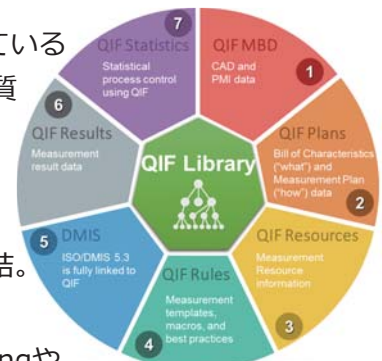 ている
質
結。
ngや
7
QIF Statistics
Statistical
process control
using QIF
QIF MBD
CAD and
PMI data
1
QIF Plans
Bill of Characteristics
("what") and
Measurement Plan
("how") data
2
QIF Resources
Measurement
Resource
information
3
QIF Rules
Measurement
templates,
macros, and
best practices
4
5
DMIS
ISO/DMIS 5.3
is fully linked to
QIF
6
QIF Results
Measurement
result data
QIF Library